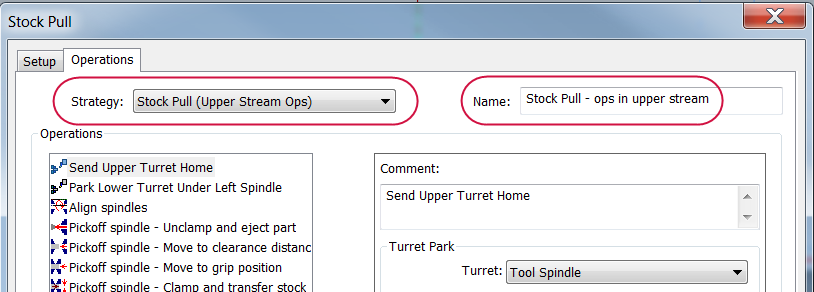 Stock Pull
Setup Operations
Strategy: Stock Pull (Upper Stream Ops) Name: Stock Pull - ops in upper stream
Operations
Send Upper Turret Home
Park Lower Turret Under Left Spindle
Align spindles
Pickoff spindle - Unclamp and eject part
Pickoff spindle - Move to clearance distanc
Pickoff spindle - Move to grip position
Pickoff spindle - Clamp and transfer stock
Comment:
Send Upper Turret Home
Turret Park
Turret: Tool Spindle